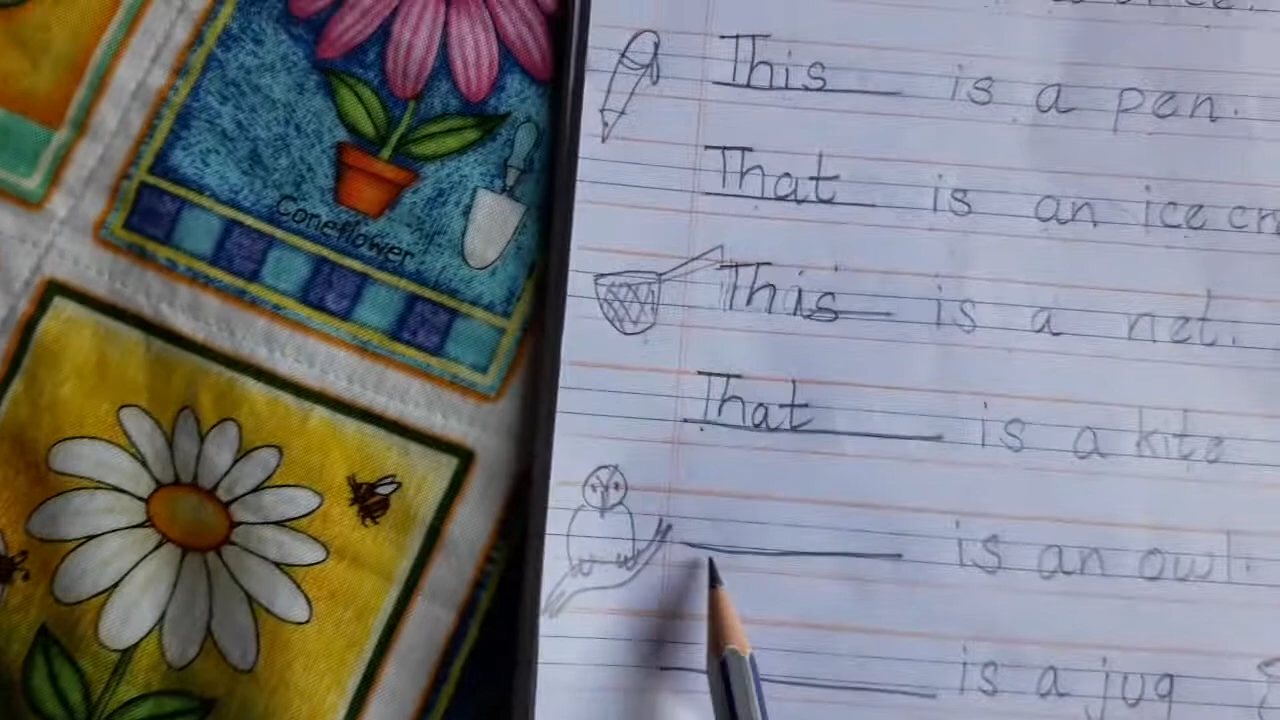 Coneflower
This is a pen.
That is an ice cr
This is a net.
That is a kite
is an owl.
is a jug